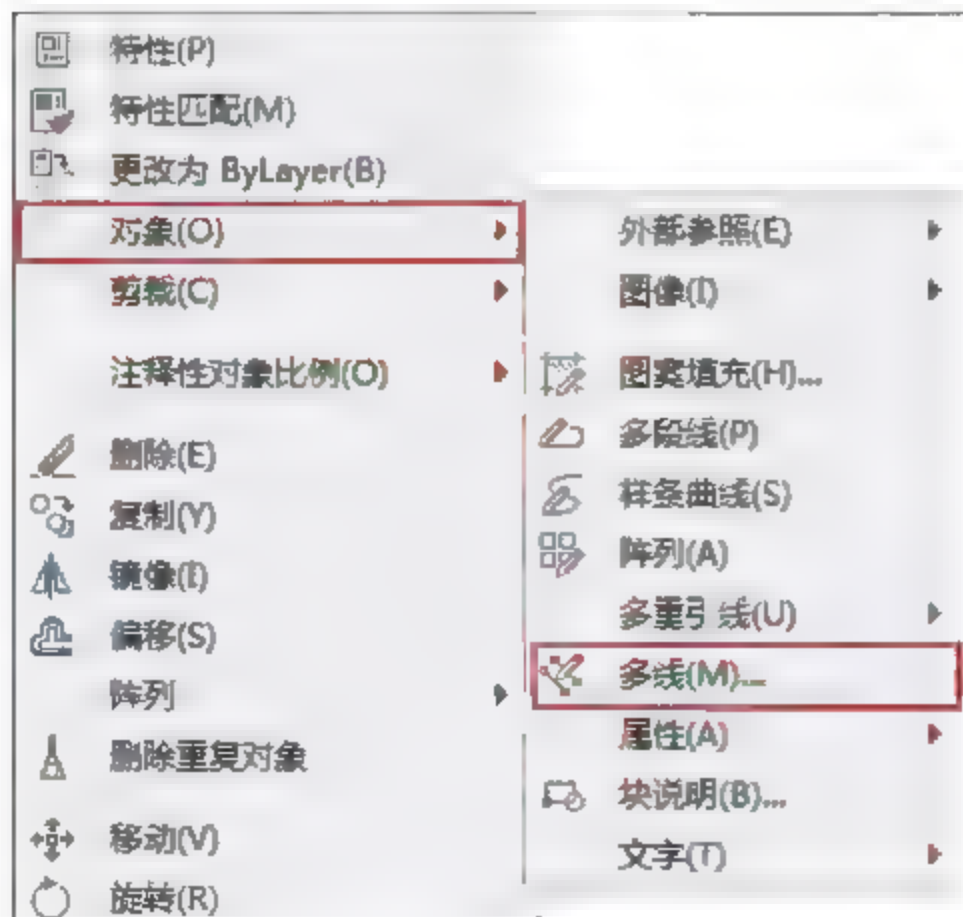 特性(P)
特性匹配(M)
更改为 ByLayer(B)
对象(O)
剪裁(C)
注释性对象比例(O)
删除(E)
复制(Y)
镜像(I)
偏移(S)
阵列
删除重复对象
移动(V)
旋转(R)
外部参照(E)
图像(I)
图案填充(H)...
多段线(P)
样条曲线(S)
阵列(A)
多重引线(U)
多线(M)...
属性(A)
块说明(B)...
文字(T)